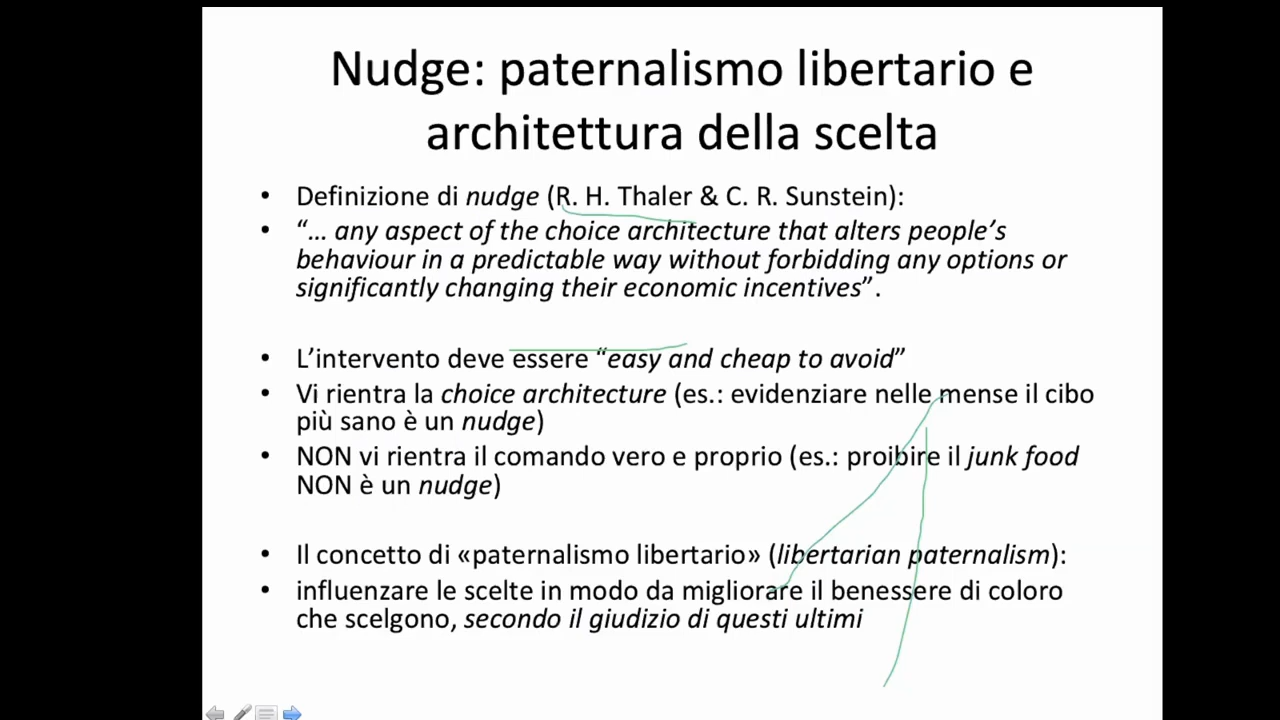 Nudge: paternalismo libertario e
architettura della scelta
• Definizione di nudge (R. H. Thaler & C. R. Sunstein):
• “… any aspect of the choice architecture that alters people’s
behaviour in a predictable way without forbidding any options or
significantly changing their economic incentives”.
• L’intervento deve essere “easy and cheap to avoid”
• Vi rientra la choice architecture (es.: evidenziare nelle mense il cibo
più sano è un nudge)
• NON vi rientra il comando vero e proprio (es.: proibire il junk food
NON è un nudge)
• Il concetto di «paternalismo libertario» (libertarian paternalism):
• influenzare le scelte in modo da migliorare il benessere di coloro
che scelgono, secondo il giudizio di questi ultimi